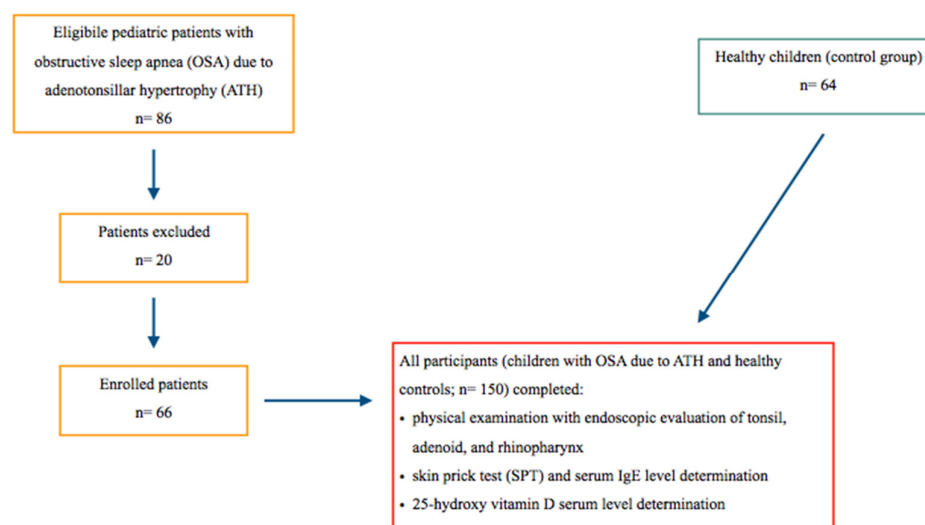 Eligibile pediatric patients with
obstructive sleep apnea (OSA) due to
adenotonsillar hypertrophy (ATH)
n= 86
Healthy children (control group)
n= 64
Patients excluded
n= 20
Enrolled patients
n= 66
All participants (children with OSA due to ATH and healthy
controls; n= 150) completed:
• physical examination with endoscopic evaluation of tonsil,
adenoid, and rhinopharynx
• skin prick test (SPT) and serum IgE level determination
• 25-hydroxy vitamin D serum level determination